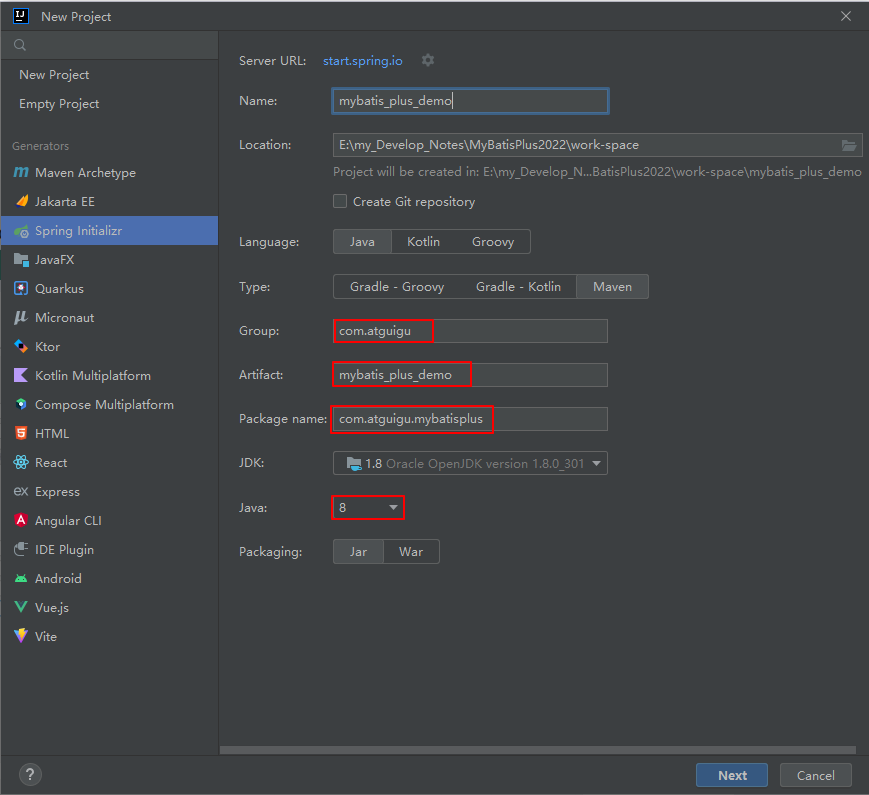 New Project
New Project
Empty Project
Generators
Maven Archetype
Jakarta EE
Spring Initializr
JavaFX
Quarkus
Micronaut
Ktor
Kotlin Multiplatform
Compose Multiplatform
HTML
React
Express
Angular CLI
IDE Plugin
Android
Vue.js
Vite
Server URL: start.spring.io
Name: mybatis_plus_demo
Location: E:\my_Develop_Notes\MyBatisPlus2022\work-space
Project will be created in: E:\my_Develop_N...BatisPlus2022\work-space\mybatis_plus_demo
Create Git repository
Language: Java Kotlin Groovy
Type: Gradle - Groovy Gradle - Kotlin Maven
Group: com.atguigu
Artifact: mybatis_plus_demo
Package name: com.atguigu.mybatisplus
JDK: 1.8 Oracle OpenJDK version 1.8.0_301
Java: 8
Packaging: Jar War
? Next Cancel